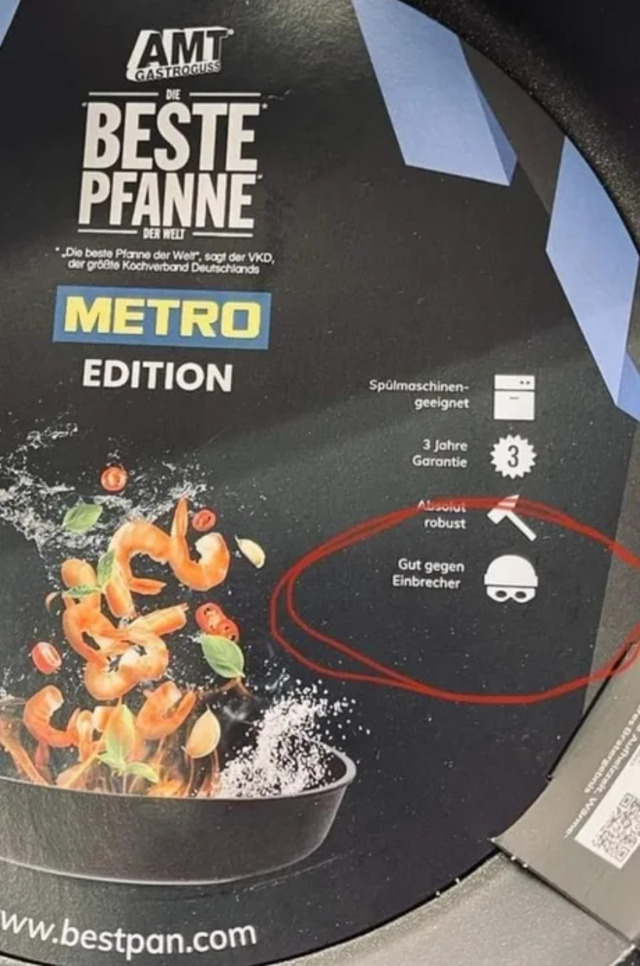 AMT
GASTROGUSS
DIE
BESTE*
PFANNE
DER WELT
* „Die beste Pfanne der Welt“, sagt der VKD,
der größte Kochverband Deutschlands
METRO
EDITION
Spülmaschinen-
geeignet
3 Jahre
Garantie
3
Absolut
robust
Gut gegen
Einbrecher
ww.bestpan.com